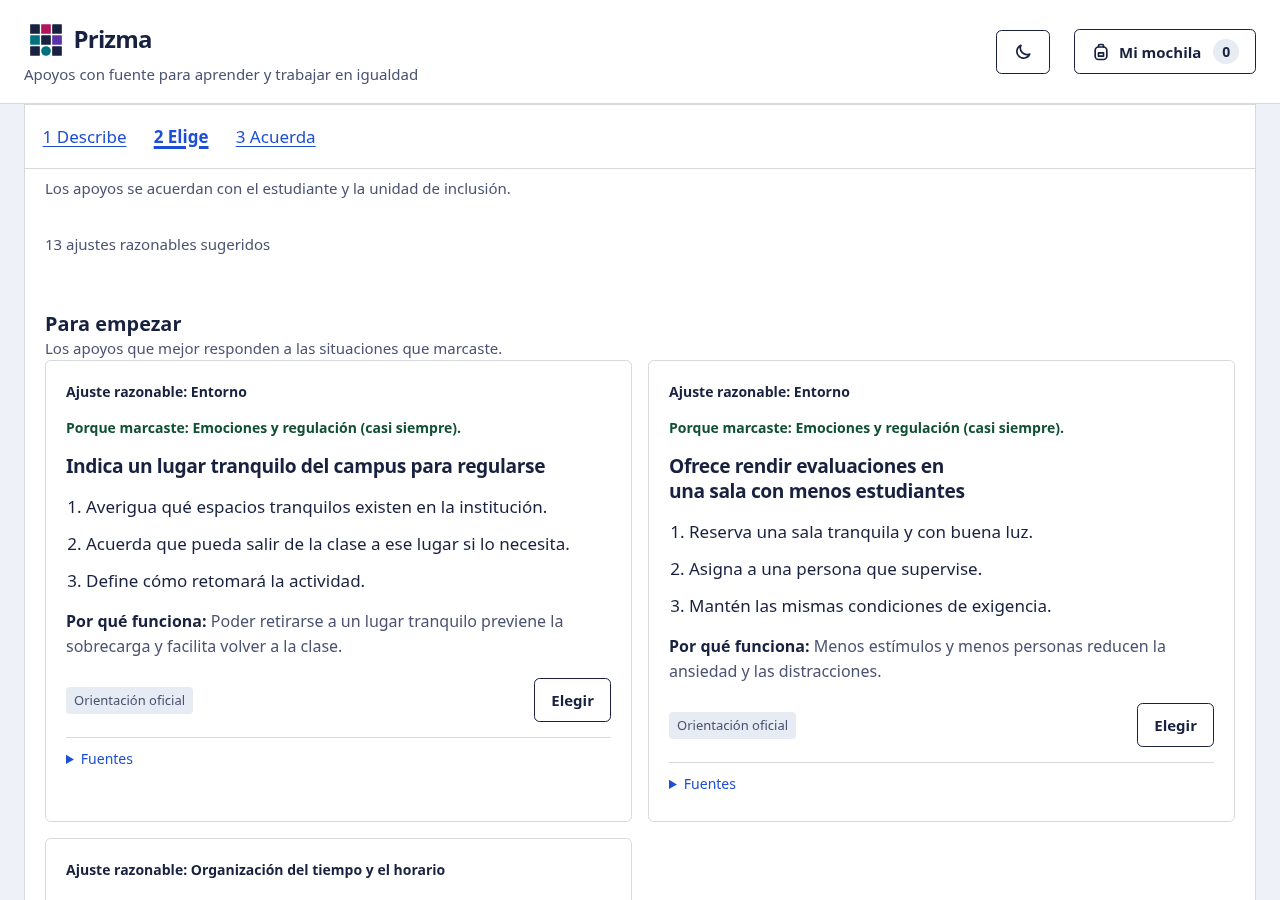 Prizma
Apoyos con fuente para aprender y trabajar en igualdad
Mi mochila 0
1 Describe 2 Elige 3 Acuerda
Los apoyos se acuerdan con el estudiante y la unidad de inclusión.
13 ajustes razonables sugeridos
Para empezar
Los apoyos que mejor responden a las situaciones que marcaste.
Ajuste razonable: Entorno
Porque marcaste: Emociones y regulación (casi siempre).
Indica un lugar tranquilo del campus para regularse
1. Averigua qué espacios tranquilos existen en la institución.
2. Acuerda que pueda salir de la clase a ese lugar si lo necesita.
3. Define cómo retomará la actividad.
Por qué funciona: Poder retirarse a un lugar tranquilo previene la
sobrecarga y facilita volver a la clase.
Orientación oficial
Elegir
Fuentes
Ajuste razonable: Entorno
Porque marcaste: Emociones y regulación (casi siempre).
Ofrece rendir evaluaciones en
una sala con menos estudiantes
1. Reserva una sala tranquila y con buena luz.
2. Asigna a una persona que supervise.
3. Mantén las mismas condiciones de exigencia.
Por qué funciona: Menos estímulos y menos personas reducen la
ansiedad y las distracciones.
Orientación oficial
Elegir
Fuentes
Ajuste razonable: Organización del tiempo y el horario